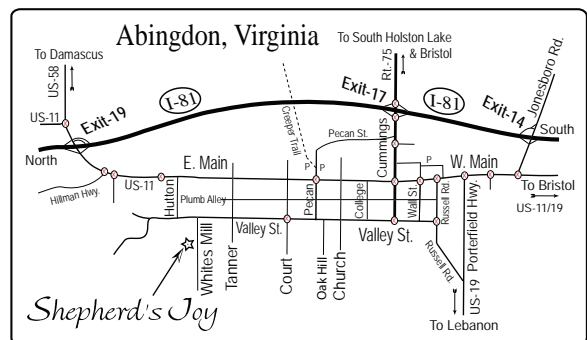 Abingdon, Virginia
To South Holston Lake
& Bristol
To Damascus
US-58
Rt.-75
Jonesboro Rd.
Exit-17
I-81
I-81
Exit-14
Exit-19
US-11
Creeper Trail
Pecan St.
Cummings
South
North
E. Main
P
P
P
W. Main
Hillman Hwy.
US-11
Hutton
Plumb Alley
Pecan
College
Wall St.
Russell Rd.
To Bristol
US-11/19
Valley St.
Valley St.
Whites Mill
Tanner
Court
Oak Hill
Church
Russell Rd.
US-19 Porterfield Hwy.
Shepherd's Joy
To Lebanon